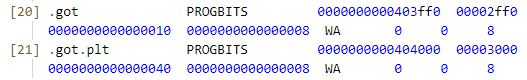 [20] .got PROGBITS 0000000000403ff0 00002ff0
0000000000000010 0000000000000008 WA 0 0 8
[21] .got.plt PROGBITS 0000000000404000 00003000
0000000000000040 0000000000000008 WA 0 0 8